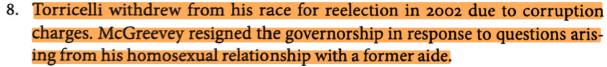 8. Torricelli withdrew from his race for reelection in 2002 due to corruption
charges. McGreevey resigned the governorship in response to questions aris-
ing from his homosexual relationship with a former aide.